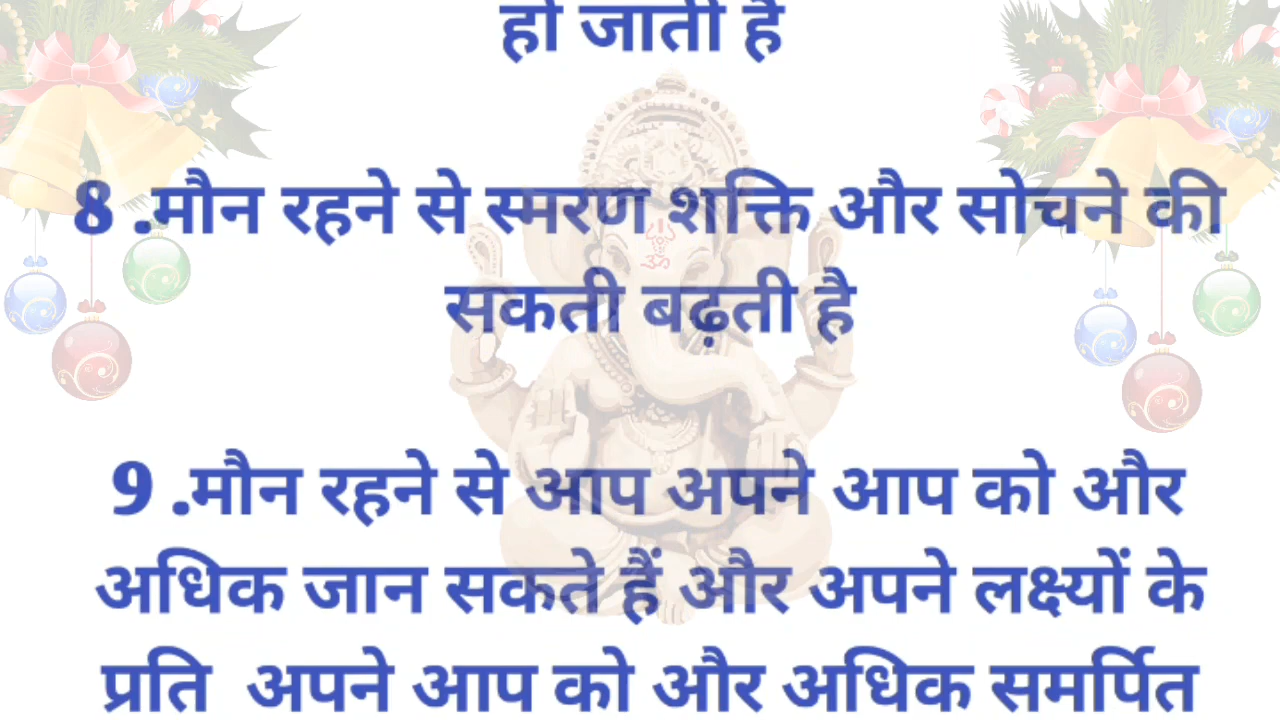 हो जाती है
8 .मौन रहने से स्मरण शक्ति और सोचने की
सकती बढ़ती है
9 .मौन रहने से आप अपने आप को और
अधिक जान सकते हैं और अपने लक्ष्यों के
प्रति अपने आप को और अधिक समर्पित